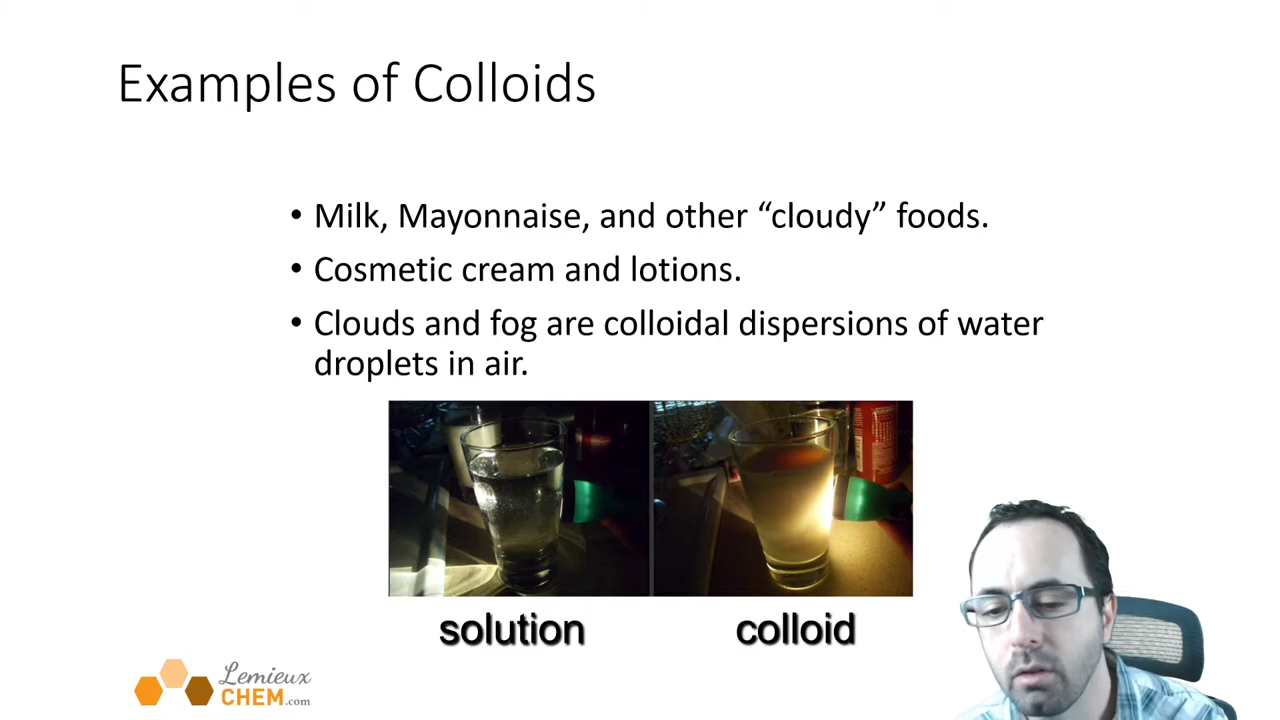 Examples of Colloids
• Milk, Mayonnaise, and other “cloudy” foods.
• Cosmetic cream and lotions.
• Clouds and fog are colloidal dispersions of water
droplets in air.
solution
colloid
Lemieux
CHEM.com